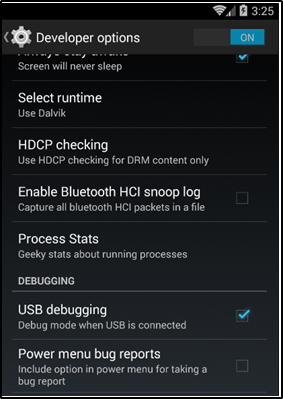 3:25
Developer options
ON
Always stay awake
Screen will never sleep
Select runtime
Use Dalvik
HDCP checking
Use HDCP checking for DRM content only
Enable Bluetooth HCI snoop log
Capture all bluetooth HCI packets in a file
Process Stats
Geeky stats about running processes
DEBUGGING
USB debugging
Debug mode when USB is connected
Power menu bug reports
Include option in power menu for taking a
bug report